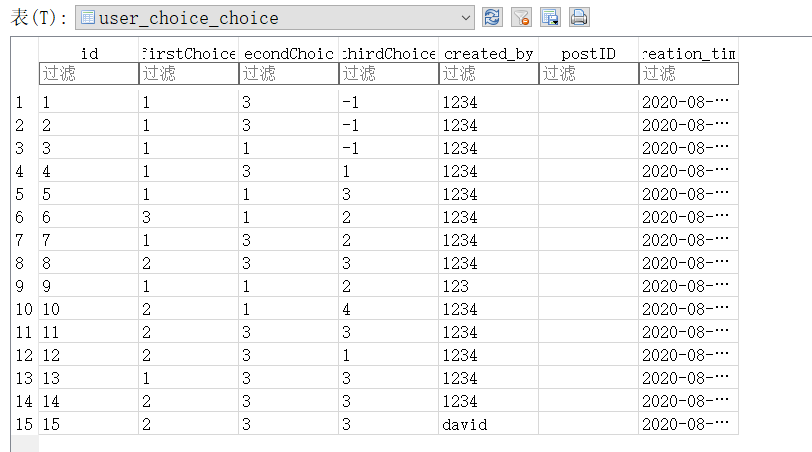 表(T): user_choice_choice
id firstChoice econdChoic thirdChoice created_by postID reation_tim
过滤 过滤 过滤 过滤 过滤 过滤 过滤
1 1 1 3 -1 1234 2020-08-…
2 2 1 3 -1 1234 2020-08-…
3 3 1 1 -1 1234 2020-08-…
4 4 1 3 1 1234 2020-08-…
5 5 1 1 3 1234 2020-08-…
6 6 3 1 2 1234 2020-08-…
7 7 1 3 2 1234 2020-08-…
8 8 2 3 3 1234 2020-08-…
9 9 1 1 2 123 2020-08-…
10 10 2 1 4 1234 2020-08-…
11 11 2 3 3 1234 2020-08-…
12 12 2 3 1 1234 2020-08-…
13 13 1 3 3 1234 2020-08-…
14 14 2 3 3 1234 2020-08-…
15 15 2 3 3 david 2020-08-…